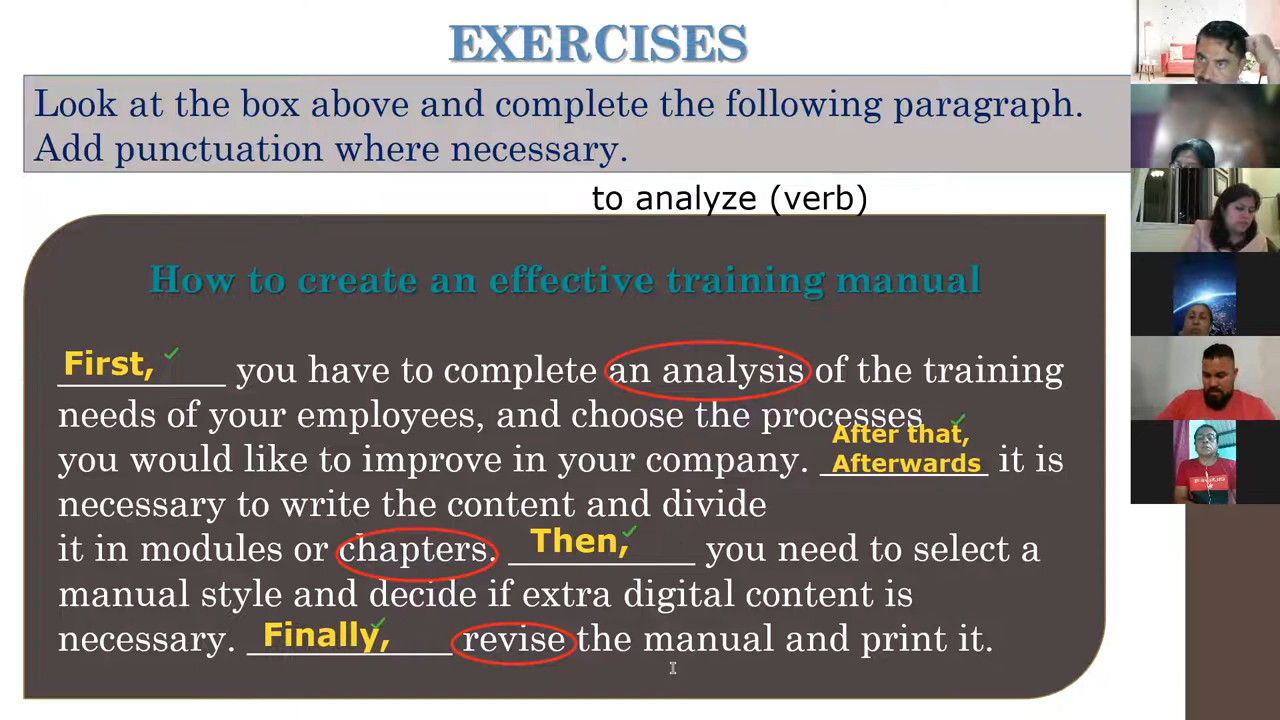 EXERCISES
Look at the box above and complete the following paragraph.
Add punctuation where necessary.
to analyze (verb)
How to create an effective training manual
First, you have to complete an analysis of the training
needs of your employees, and choose the processes
After that,
you would like to improve in your company. Afterwards it is
necessary to write the content and divide
it in modules or chapters. Then, you need to select a
manual style and decide if extra digital content is
necessary. Finally, revise the manual and print it.